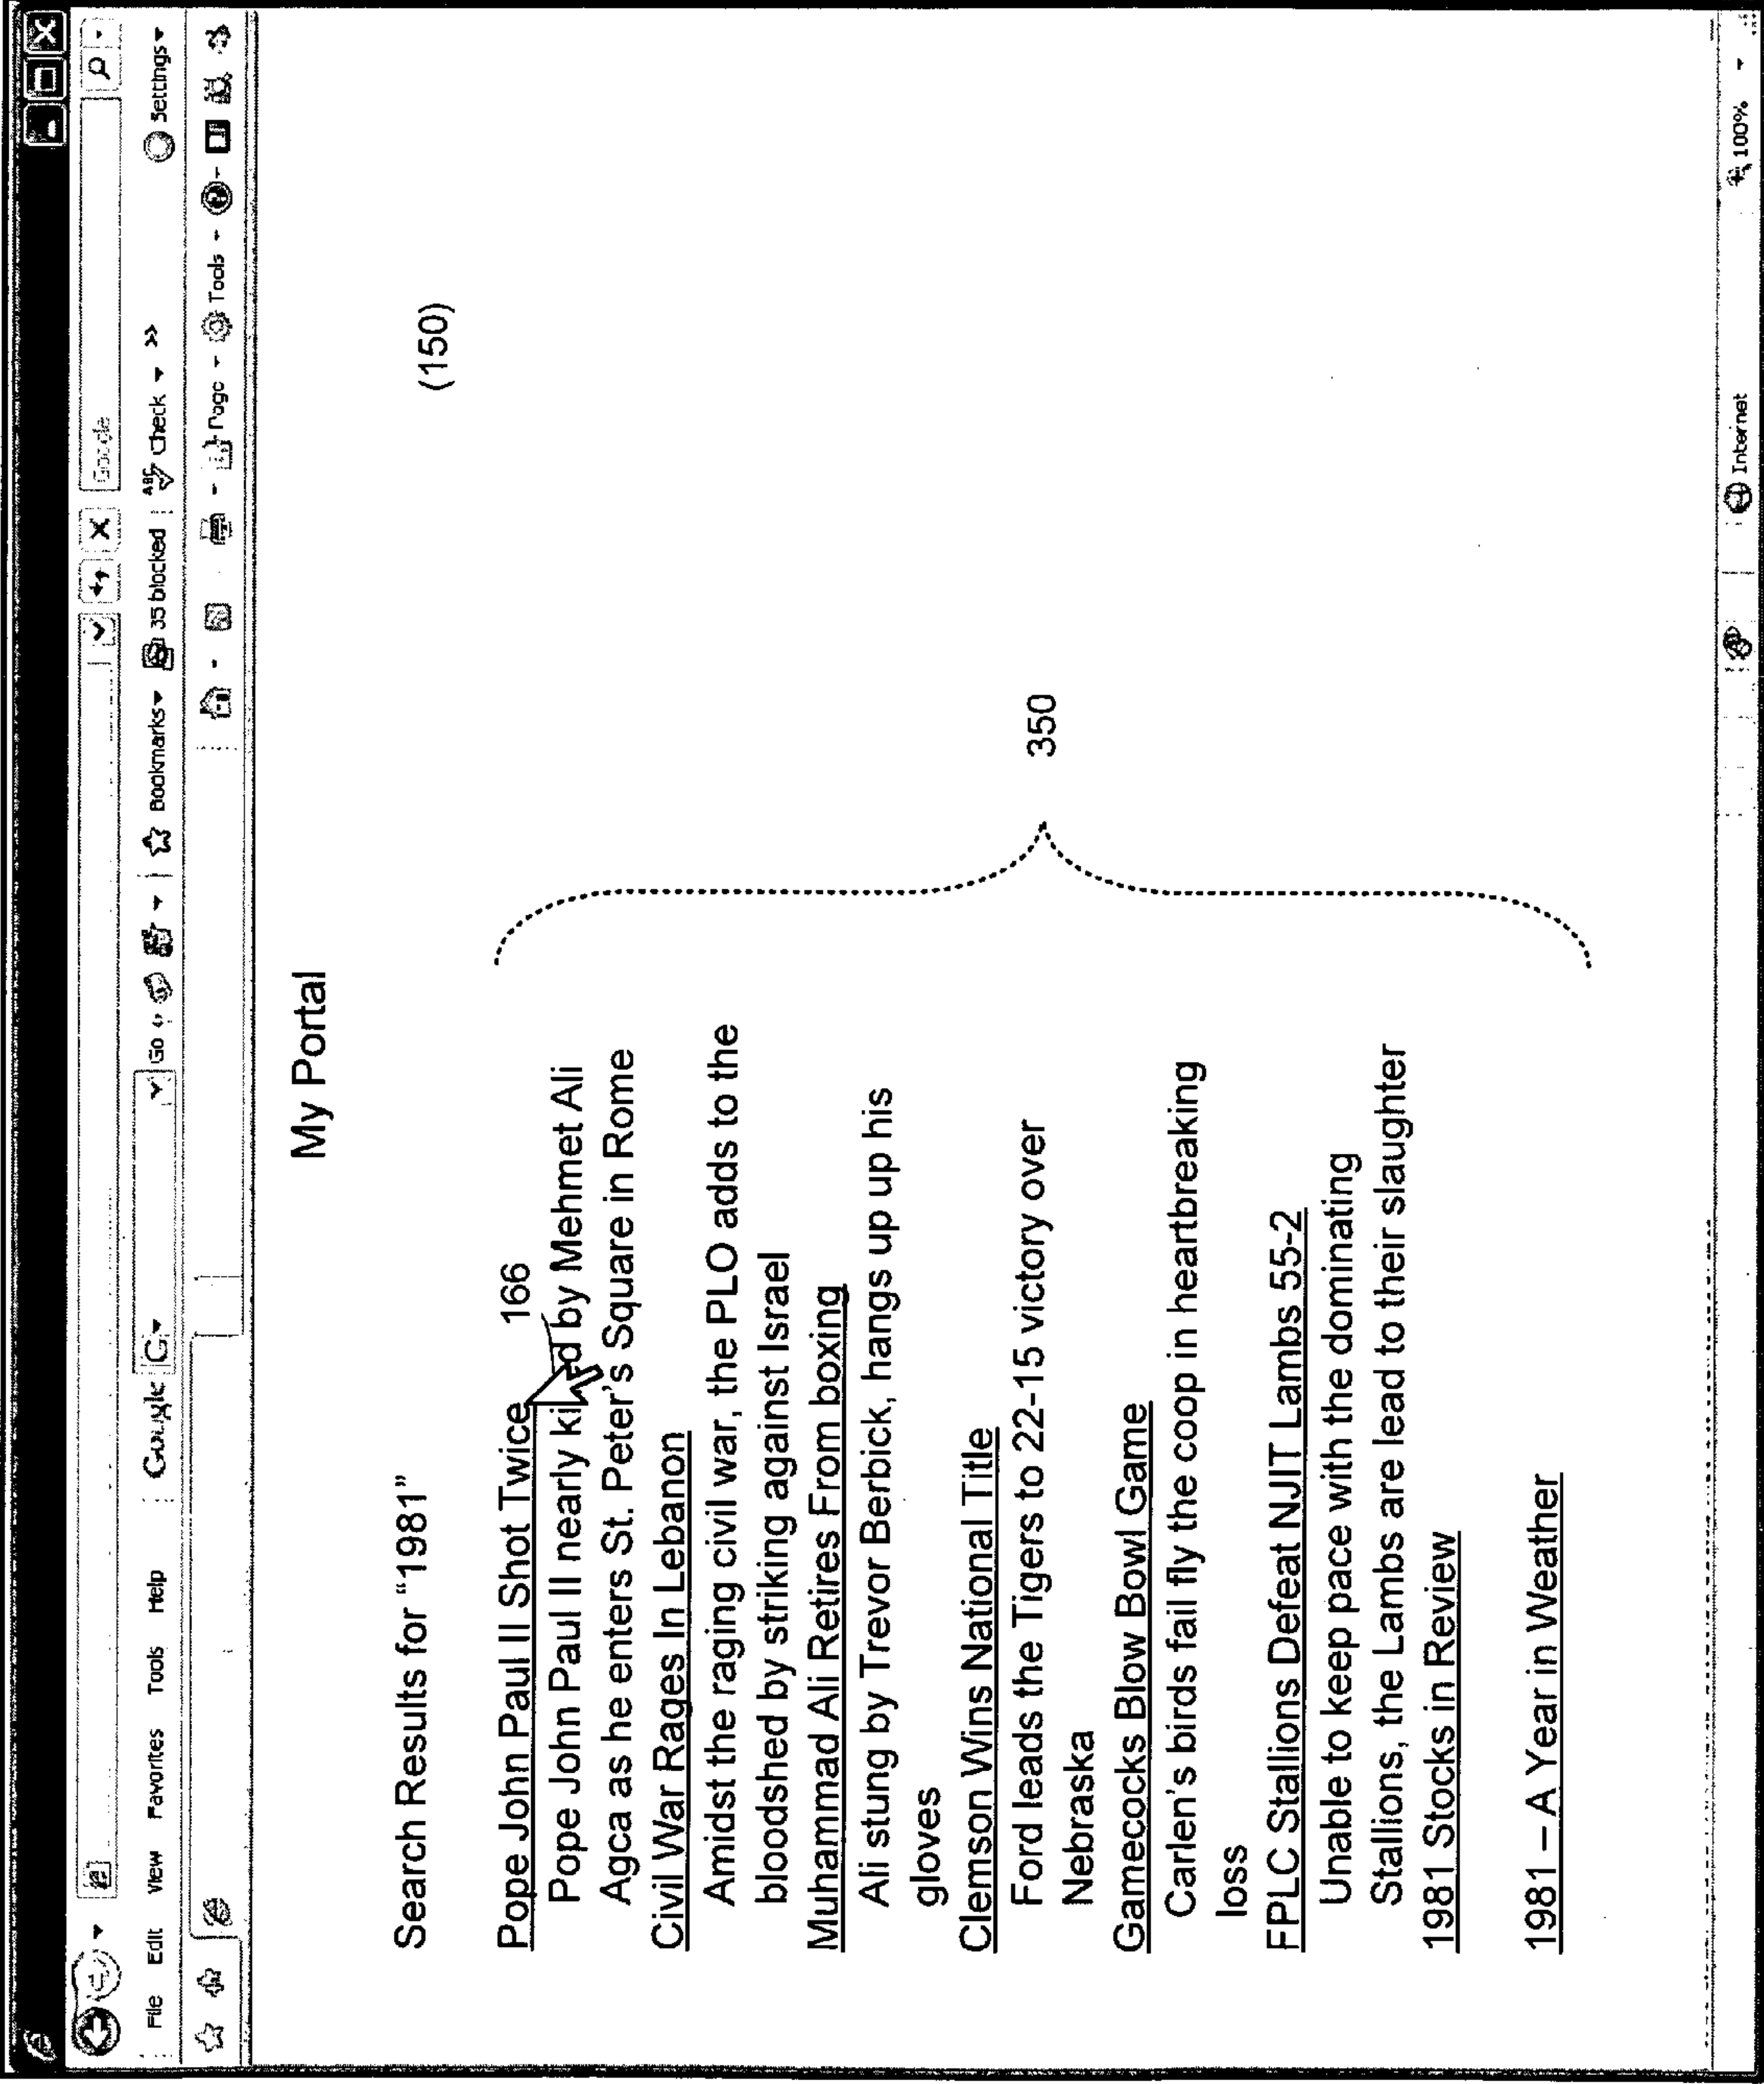 Google
File Edit View Favorites Tools Help Google G Go Bookmarks 35 blocked ABC Check >> Settings
Page Tools
My Portal
Search Results for “1981”
(150)
Pope John Paul II Shot Twice 166
Pope John Paul II nearly ki ed by Mehmet Ali
Agca as he enters St. Peter’s Square in Rome
Civil War Rages In Lebanon
Amidst the raging civil war, the PLO adds to the
bloodshed by striking against Israel
Muhammad Ali Retires From boxing
Ali stung by Trevor Berbick, hangs up up his
gloves
Clemson Wins National Title
350
Ford leads the Tigers to 22-15 victory over
Nebraska
Gamecocks Blow Bowl Game
Carlen’s birds fail fly the coop in heartbreaking
loss
FPLC Stallions Defeat NJIT Lambs 55-2
Unable to keep pace with the dominating
Stallions, the Lambs are lead to their slaughter
1981 Stocks in Review
1981 – A Year in Weather
Internet 100%